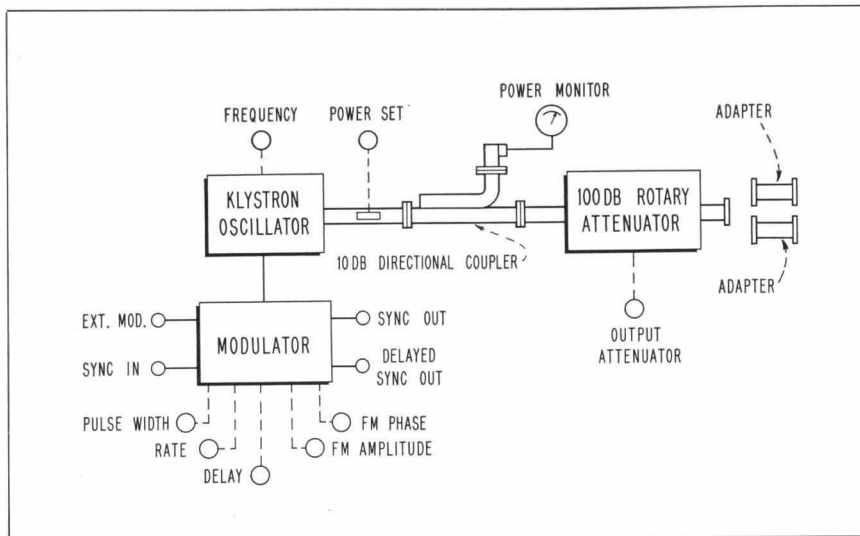 POWER MONITOR
FREQUENCY
POWER SET
ADAPTER
KLYSTRON
OSCILLATOR
100 DB ROTARY
ATTENUATOR
10 DB DIRECTIONAL COUPLER
ADAPTER
EXT. MOD.
SYNC IN
MODULATOR
SYNC OUT
DELAYED
SYNC OUT
OUTPUT
ATTENUATOR
PULSE WIDTH
RATE
DELAY
FM AMPLITUDE
FM PHASE